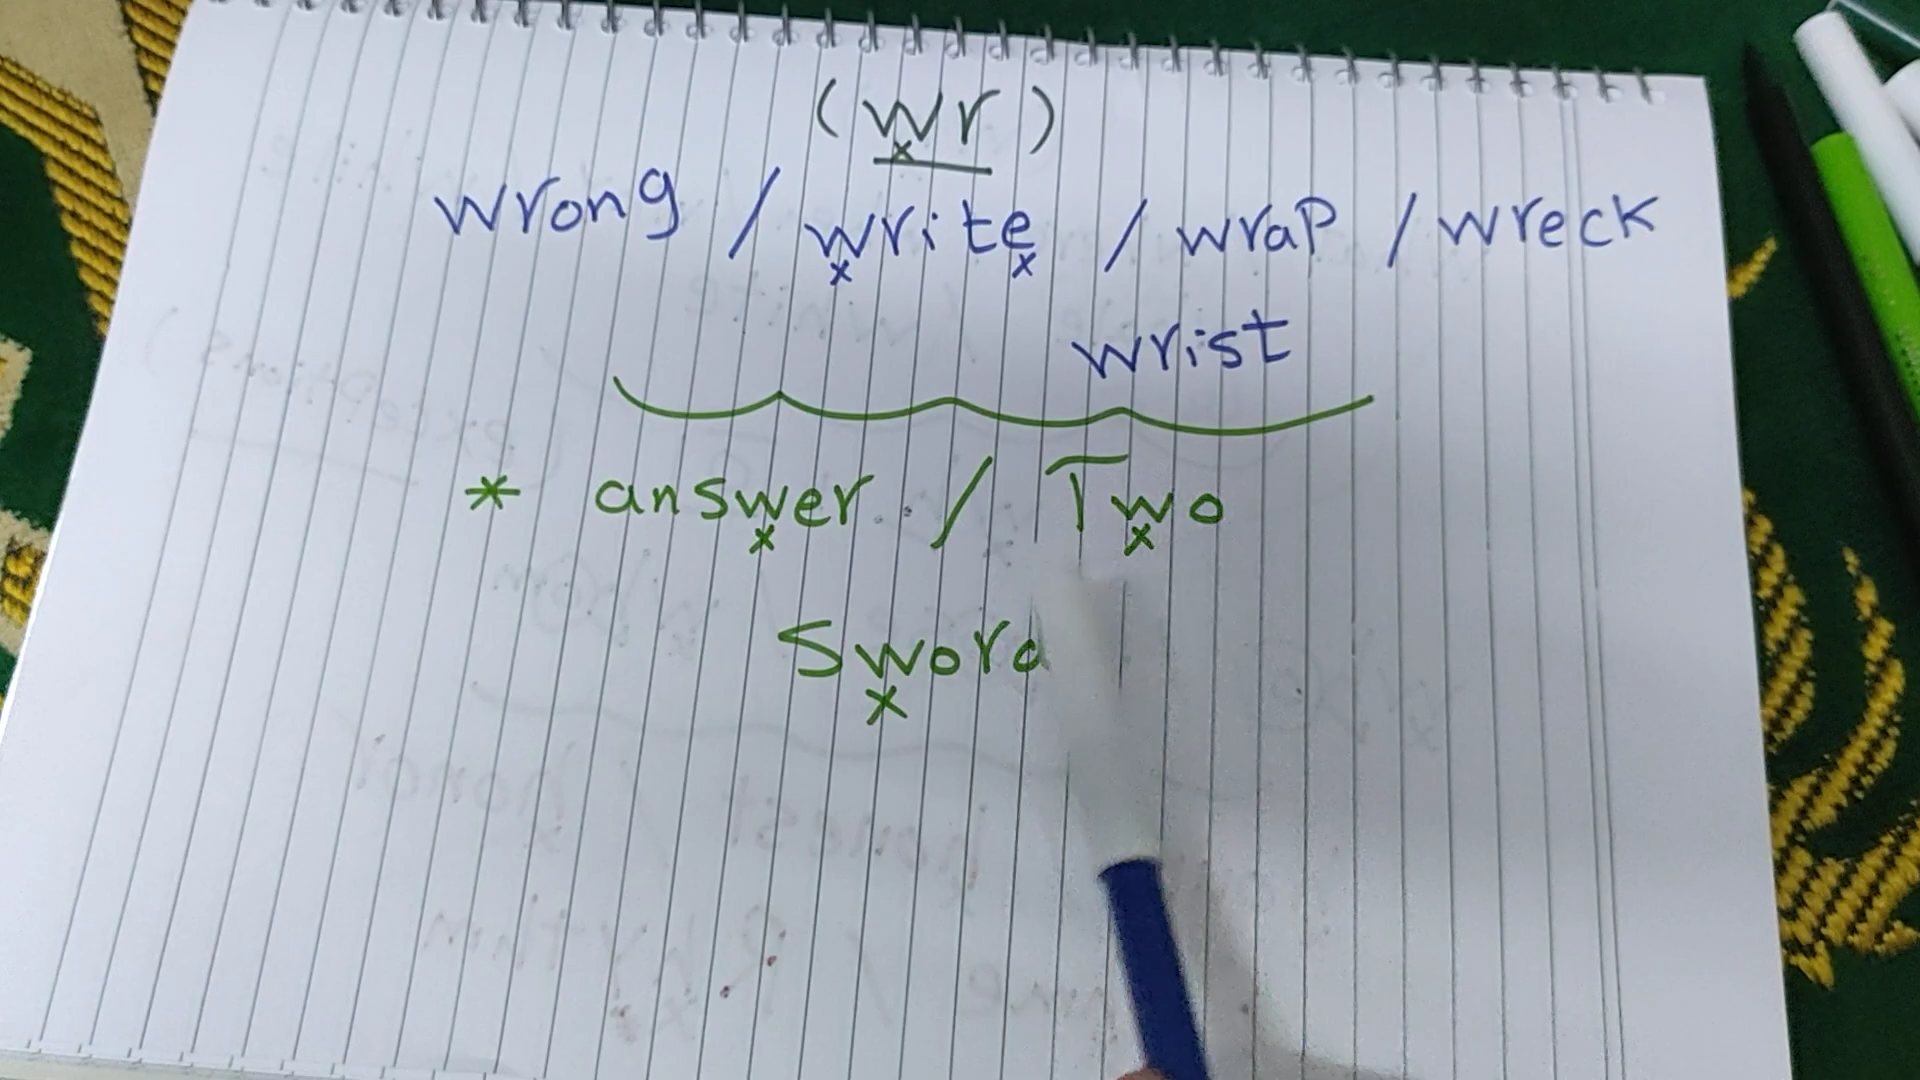 (wr)
wrong / write / wrap / wreck
wrist
* answer / Two
Sword